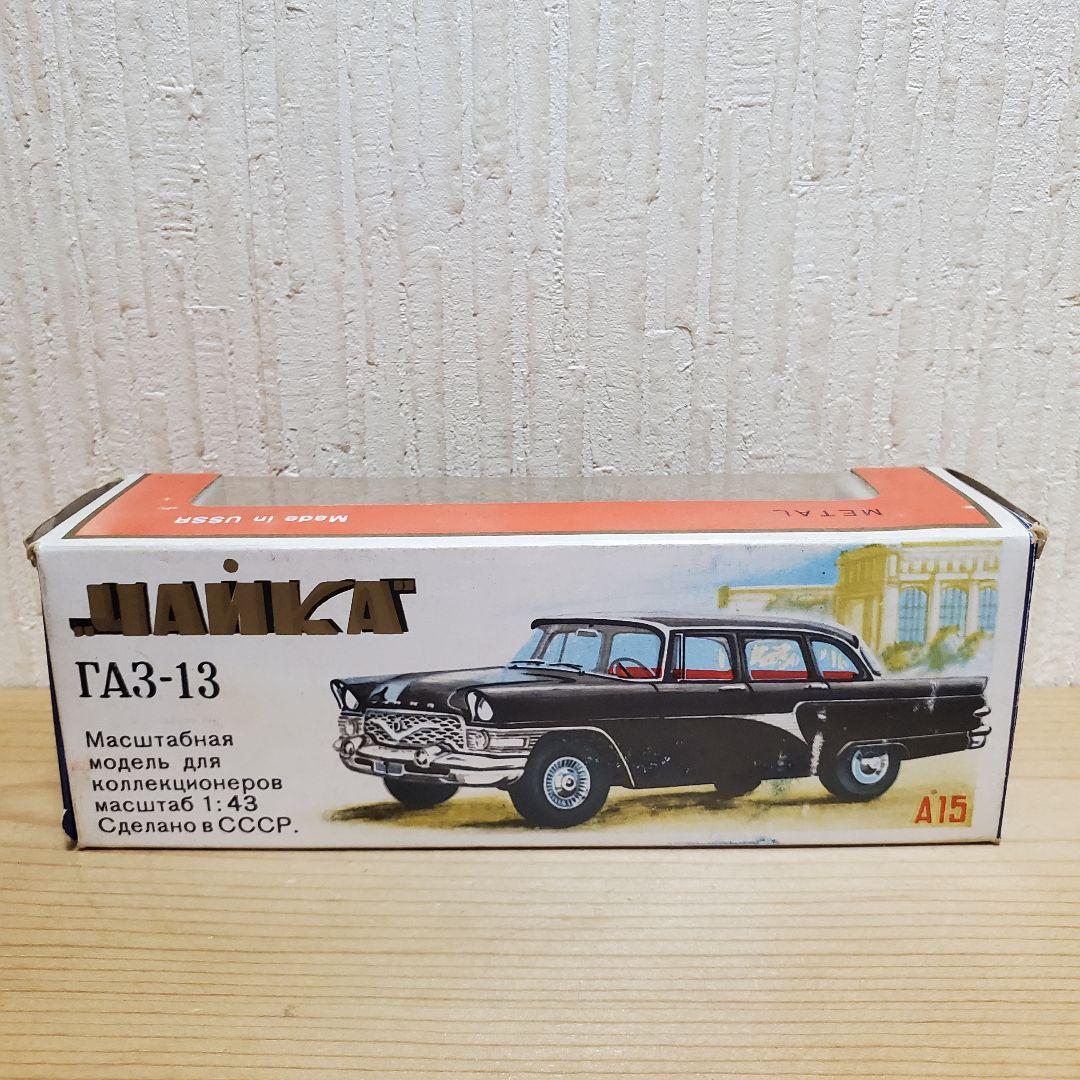 Made in USSR
METAL
„ЧАЙКА"
ГАЗ-13
Масштабная
модель для
коллекционеров
масштаб 1:43
Сделано в СССР.
A15